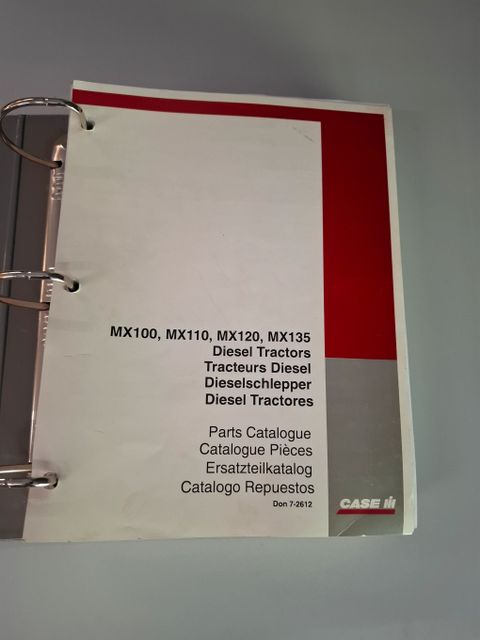 MX100, MX110, MX120, MX135
Diesel Tractors
Tracteurs Diesel
Dieselschlepper
Diesel Tractores
Parts Catalogue
Catalogue Pièces
Ersatzteilkatalog
Catalogo Repuestos
Don 7-2612
CASE IH